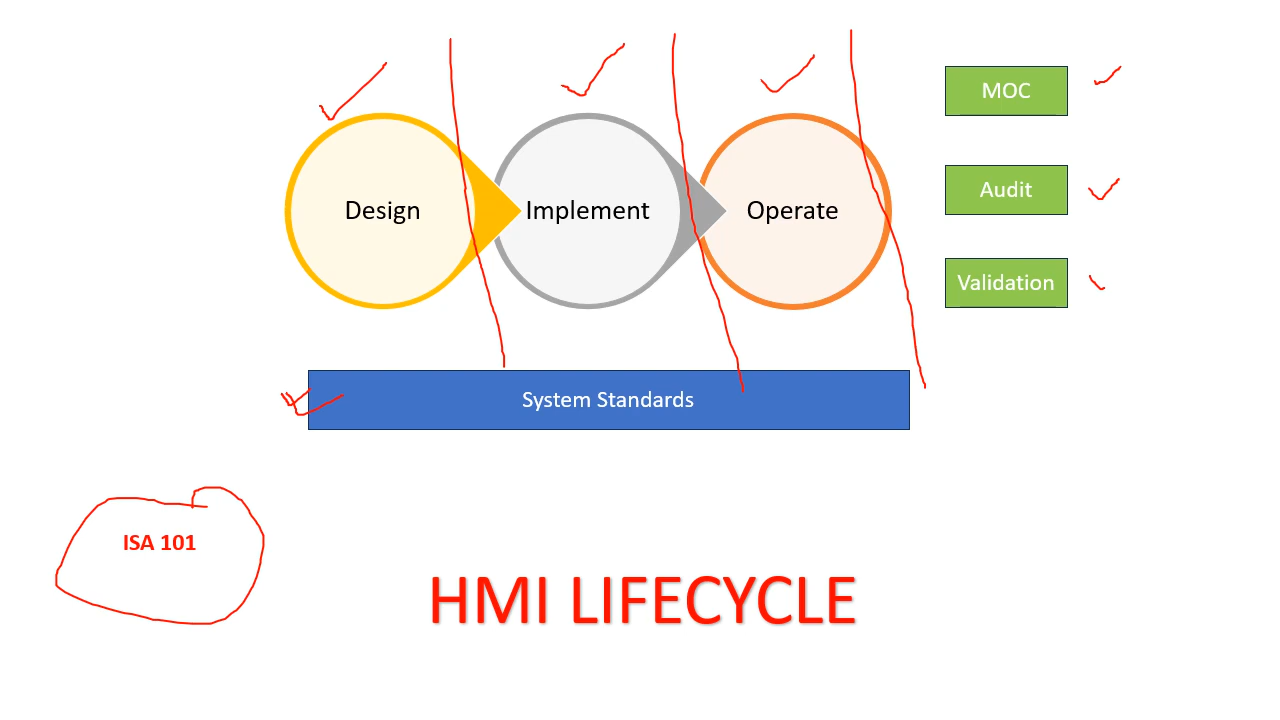 MOC
Audit
Validation
Design
Implement
Operate
System Standards
ISA 101
HMI LIFECYCLE